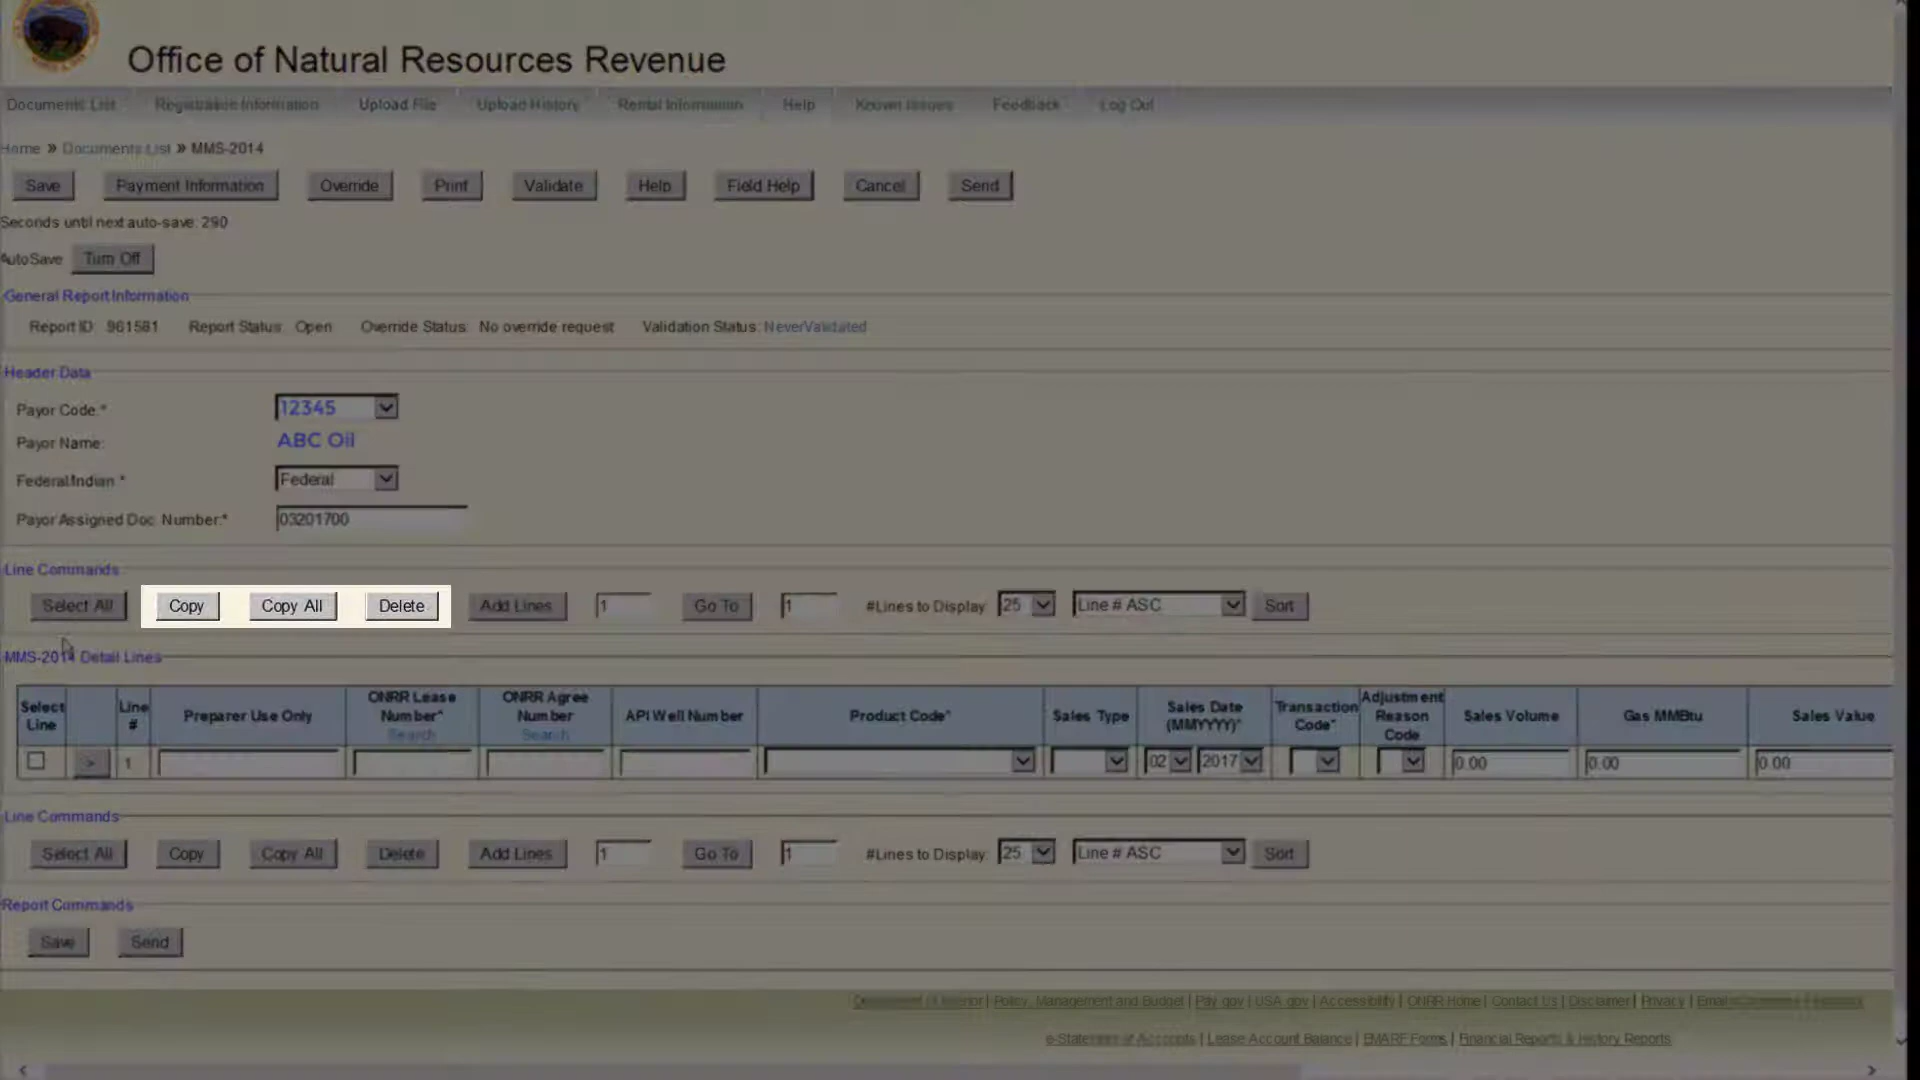 Office of Natural Resources Revenue
Documents List Registration Information Upload File Upload History Rental Information Help Known Issues Feedback Log Out
Home » Documents List » MMS-2014
Save Payment Information Override Print Validate Help Field Help Cancel Send
Seconds until next auto-save: 290
AutoSave Turn Off
General Report Information
Report ID: 961581 Report Status: Open Override Status: No override request Validation Status: NeverValidated
Header Data
Payor Code:* 12345
Payor Name: ABC Oil
Federal/Indian * Federal
Payor Assigned Doc. Number:* 03201700
Line Commands
Select All Copy Copy All Delete Add Lines 1 Go To 1 #Lines to Display: 25 Line # ASC Sort
MMS-2014 Detail Lines
Select Line Line # Preparer Use Only ONRR Lease Number* Search ONRR Agree Number Search API Well Number Product Code* Sales Type Sales Date (MMYYYY)* Transaction Code* Adjustment Reason Code Sales Volume Gas MMBtu Sales Value
> 1 02 2017 0.00 0.00 0.00
Line Commands
Select All Copy Copy All Delete Add Lines 1 Go To 1 #Lines to Display: 25 Line # ASC Sort
Report Commands
Save Send
Department of Interior | Policy, Management and Budget | Pay.gov | USA.gov | Accessibility | ONRR Home | Contact Us | Disclaimer | Privacy | Email
e-Statement of Accounts | Lease Account Balance | EMARF Forms | Financial Reports & History Reports